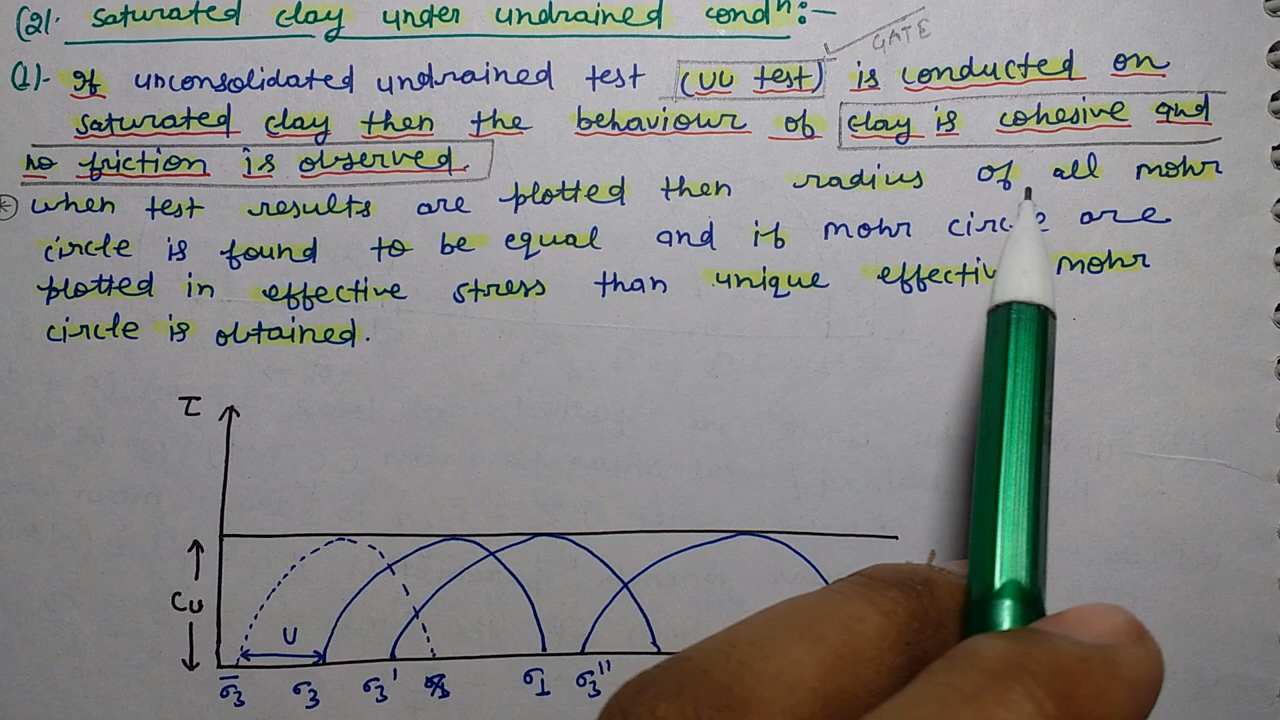 (2). saturated clay under undrained condⁿ:-
GATE
(1)- If unconsolidated undrained test (UU test) is conducted on
saturated clay then the behaviour of clay is cohesive and
no friction is observed.
* when test results are plotted then radius of all mohr
circle is found to be equal and if mohr are
plotted in effective stress than unique mohr
circle is obtained.
τ
Cu
U
σ̄3 σ3 σ3' σ1 σ3''